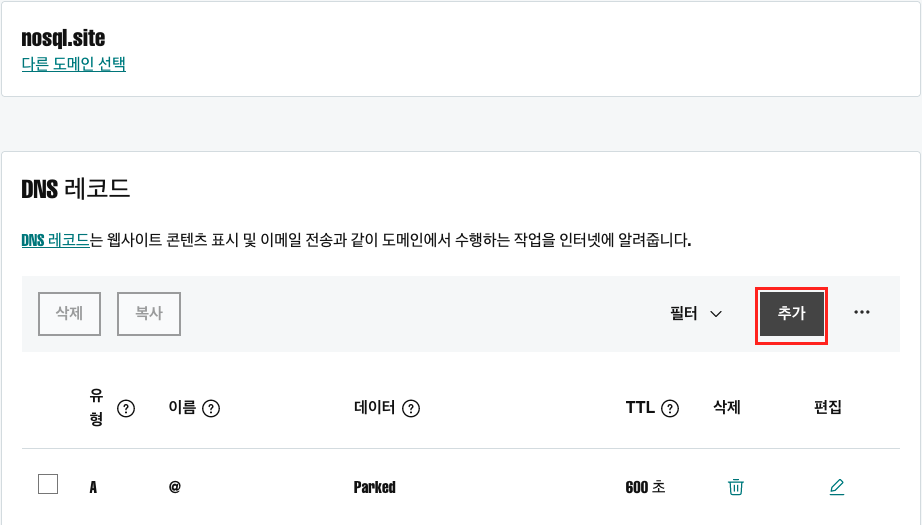 nosql.site
다른 도메인 선택
DNS 레코드
DNS 레코드는 웹사이트 콘텐츠 표시 및 이메일 전송과 같이 도메인에서 수행하는 작업을 인터넷에 알려줍니다.
삭제 복사 필터 추가 ···
유형 ? 이름 ? 데이터 ? TTL ? 삭제 편집
A @ Parked 600 초